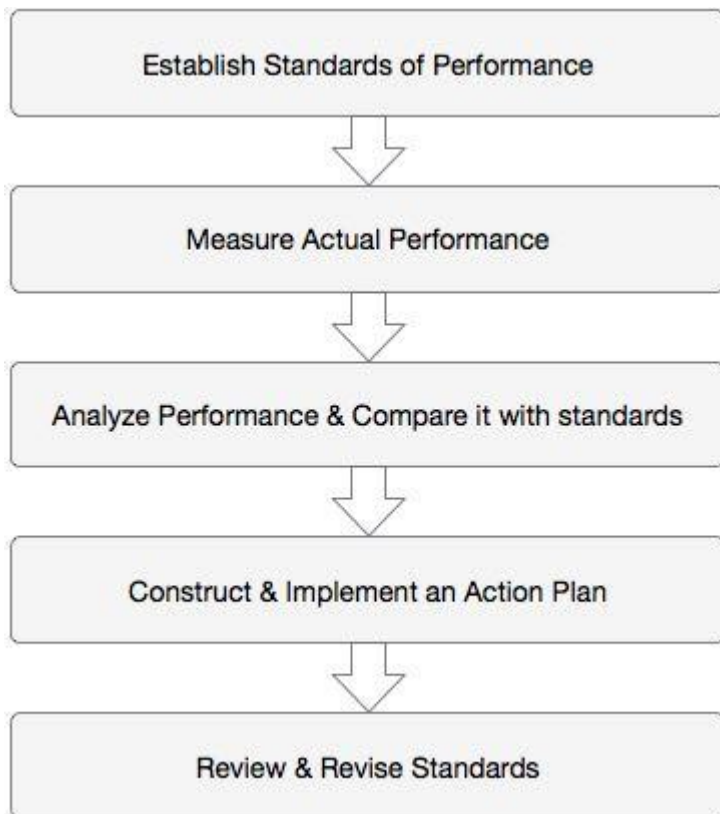 Establish Standards of Performance
Measure Actual Performance
Analyze Performance & Compare it with standards
Construct & Implement an Action Plan
Review & Revise Standards